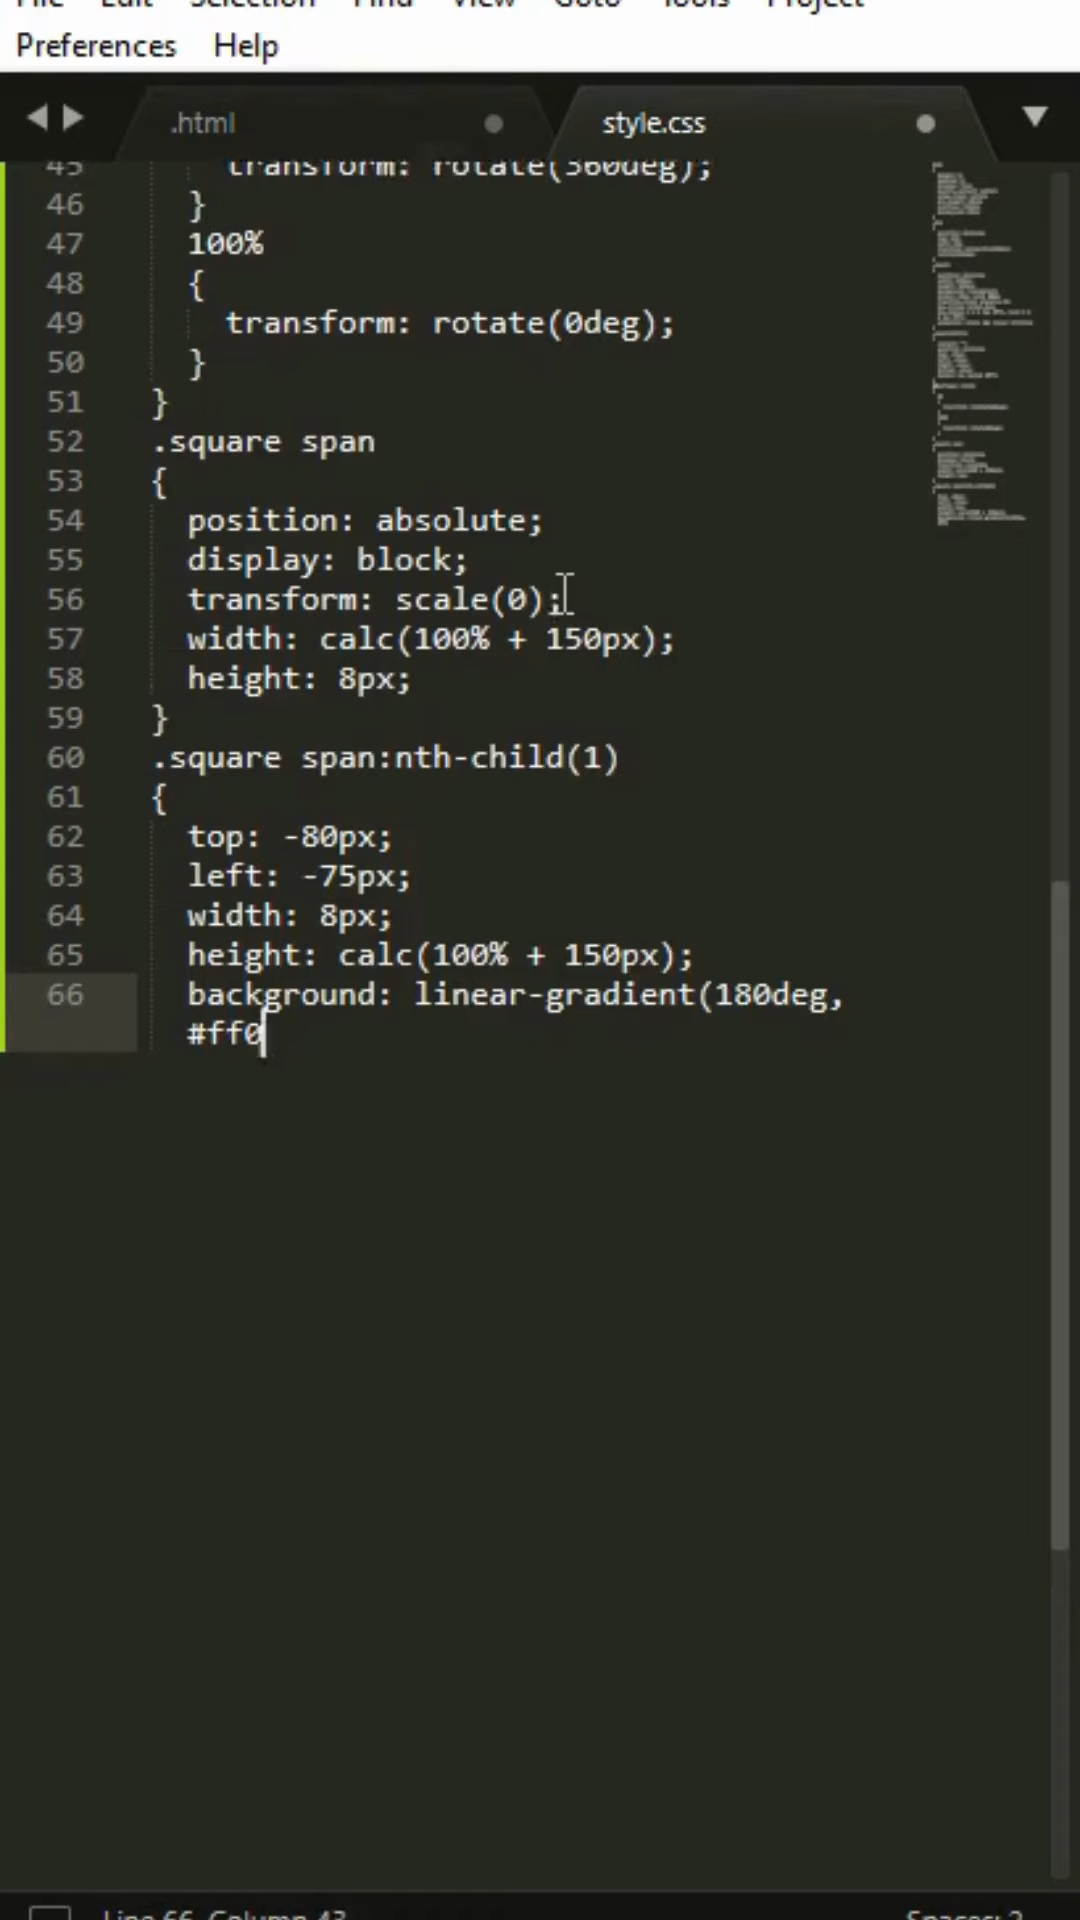 File Edit Selection Find View Goto Tools Project
Preferences Help
.html style.css
45 transform: rotate(360deg);
46 }
47 100%
48 {
49 transform: rotate(0deg);
50 }
51 }
52 .square span
53 {
54 position: absolute;
55 display: block;
56 transform: scale(0);
57 width: calc(100% + 150px);
58 height: 8px;
59 }
60 .square span:nth-child(1)
61 {
62 top: -80px;
63 left: -75px;
64 width: 8px;
65 height: calc(100% + 150px);
66 background: linear-gradient(180deg,
#ff0
Line 66, Column 43 Spaces: 2